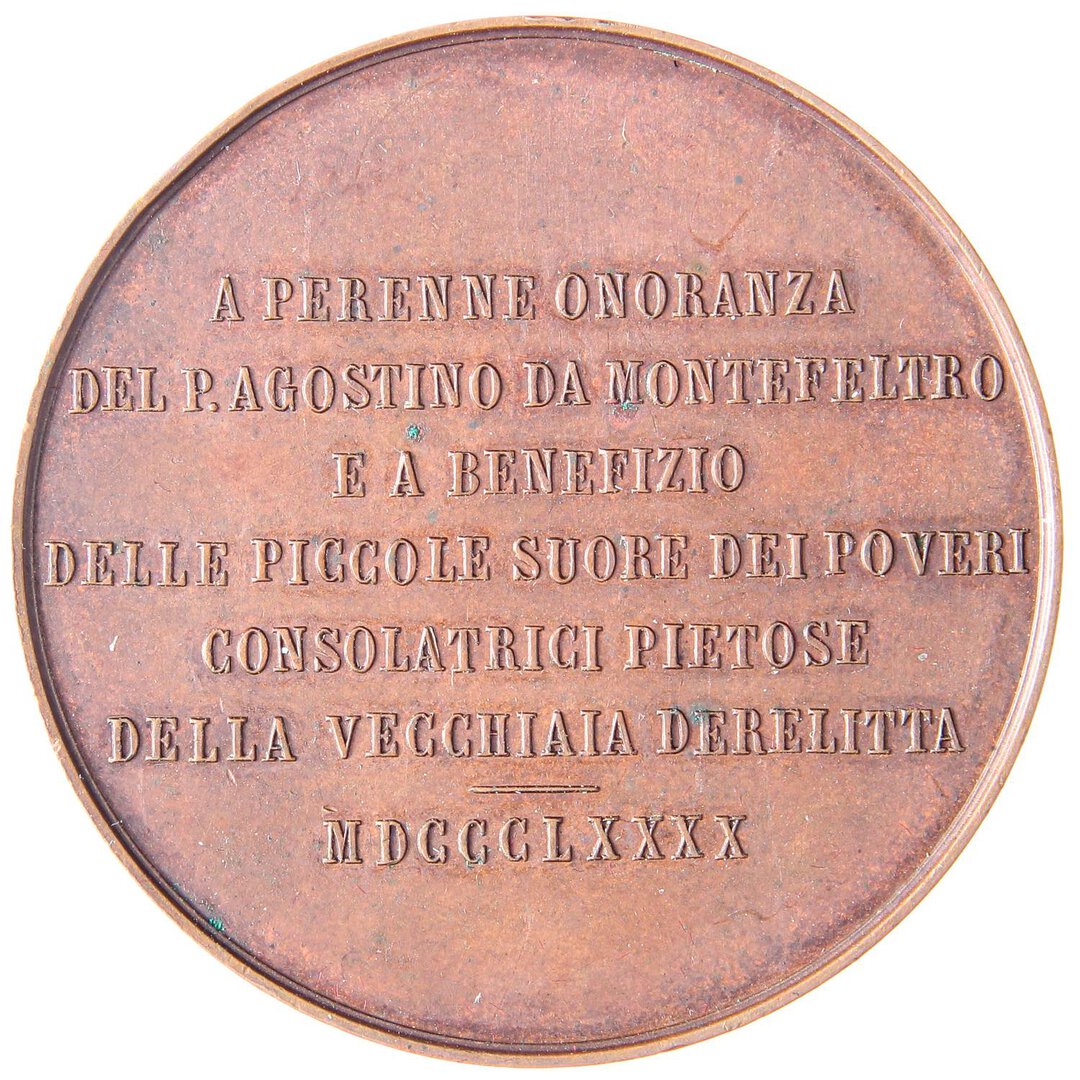 A PERENNE ONORANZA
DEL P. AGOSTINO DA MONTEFELTRO
E A BENEFIZIO
DELLE PICCOLE SUORE DEI POVERI
CONSOLATRICI PIETOSE
DELLA VECCHIAIA DERELITTA
MDCCCLXXXX